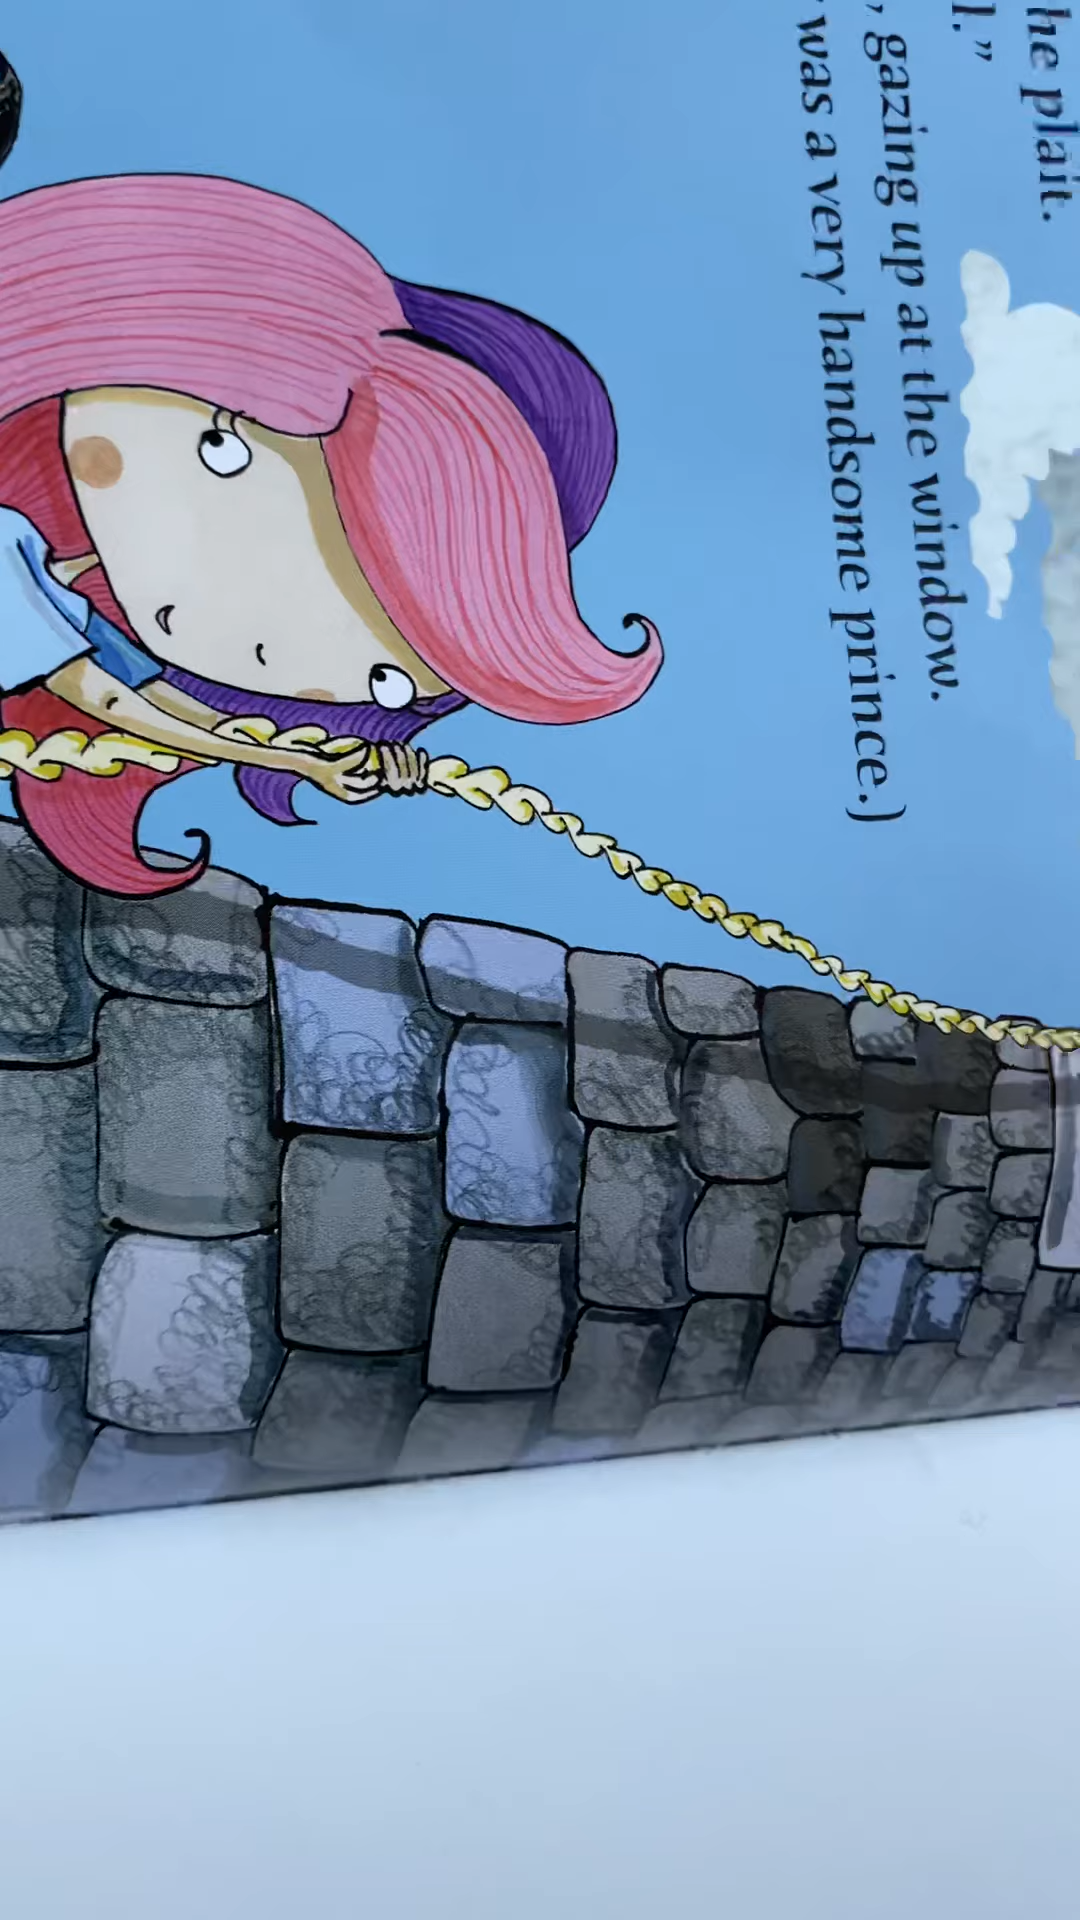 he plait.
l.”
, gazing up at the window.
was a very handsome prince.)